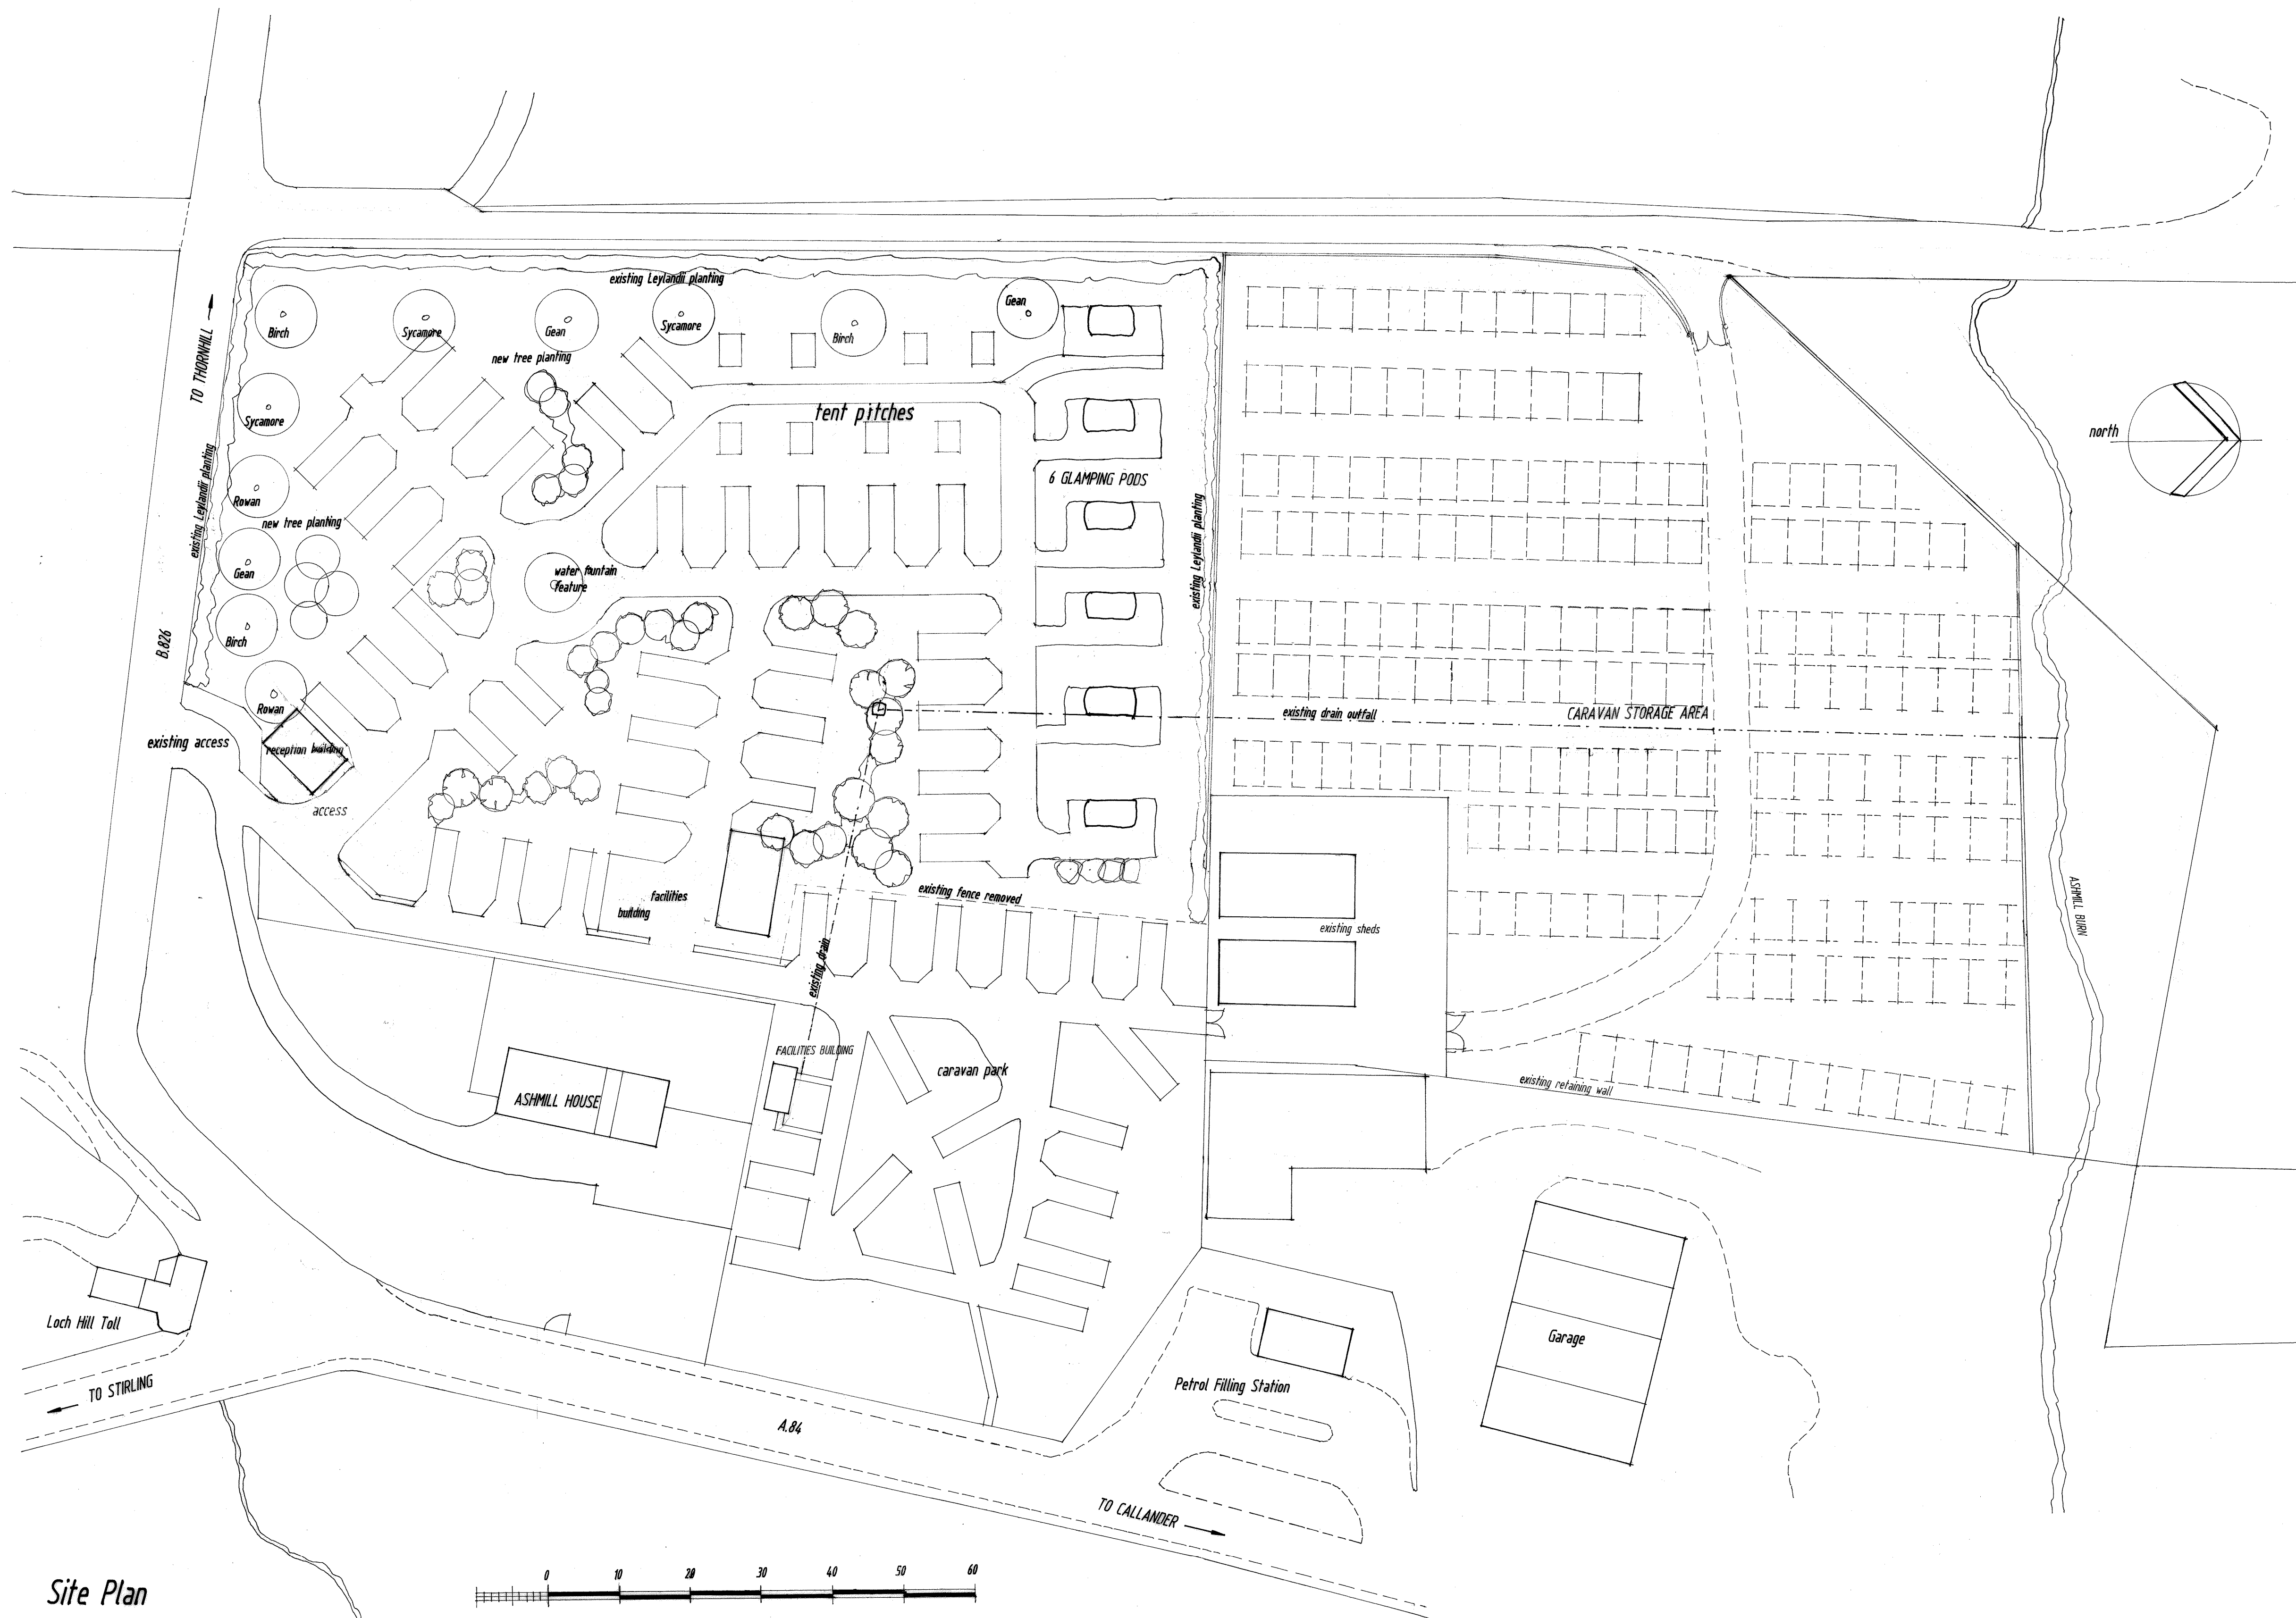 existing Leylandii planting
Gean
Birch
Sycamore
Gean
Sycamore
Birch
new tree planting
TO THORNHILL
tent pitches
Sycamore
north
existing Leylandii planting
6 GLAMPING PODS
existing Leylandii planting
Rowan
new tree planting
Gean
water fountain
feature
Birch
B.826
Rowan
existing drain outfall
CARAVAN STORAGE AREA
existing access
reception building
access
facilities
building
existing fence removed
existing sheds
ASHMILL BURN
existing drain
FACILITIES BUILDING
caravan park
ASHMILL HOUSE
existing retaining wall
Loch Hill Toll
Garage
TO STIRLING
Petrol Filling Station
A.84
TO CALLANDER
Site Plan
0 10 20 30 40 50 60